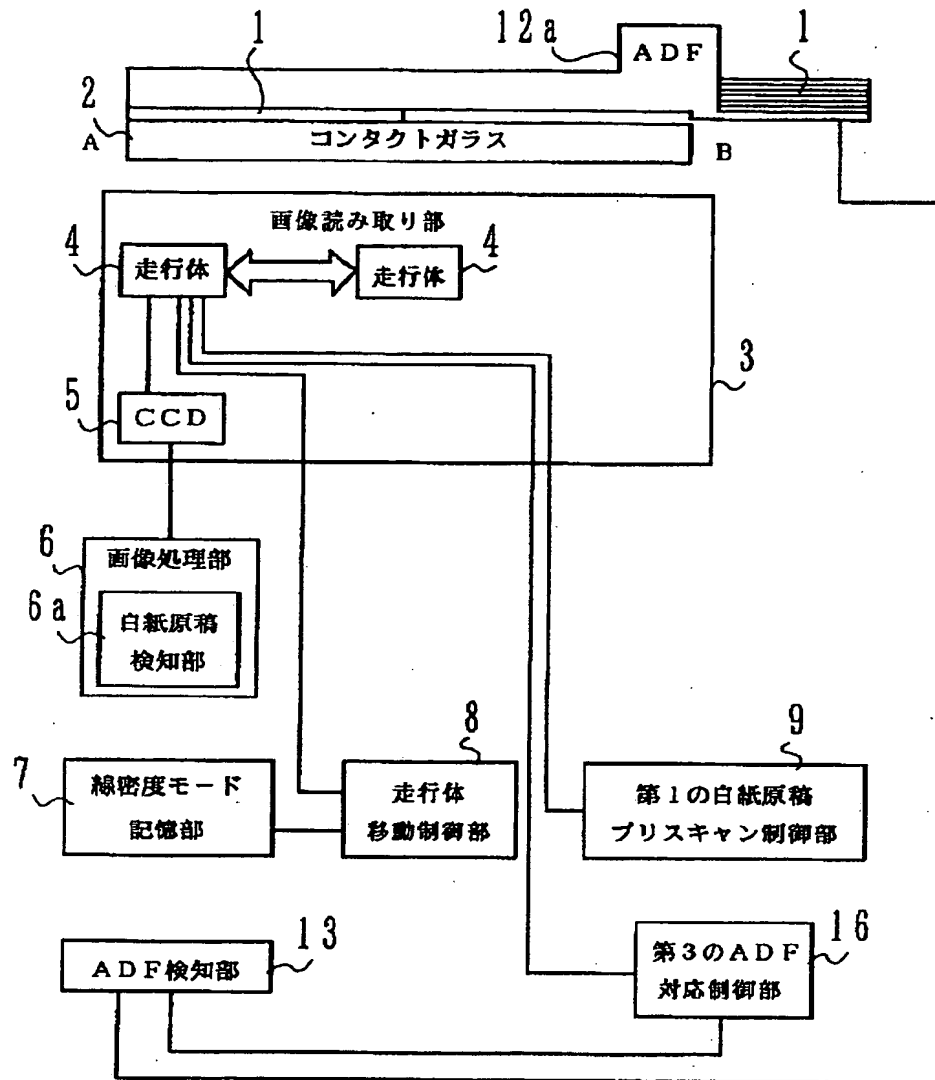 1
12a
ADF
1
2
A
コンタクトガラス
B
画像読み取り部
4
走行体
走行体
4
3
5
CCD
6
画像処理部
6a
白紙原稿
検知部
7
線密度モード
記憶部
8
走行体
移動制御部
9
第1の白紙原稿
プリスキャン制御部
13
ADF検知部
16
第3のADF
対応制御部